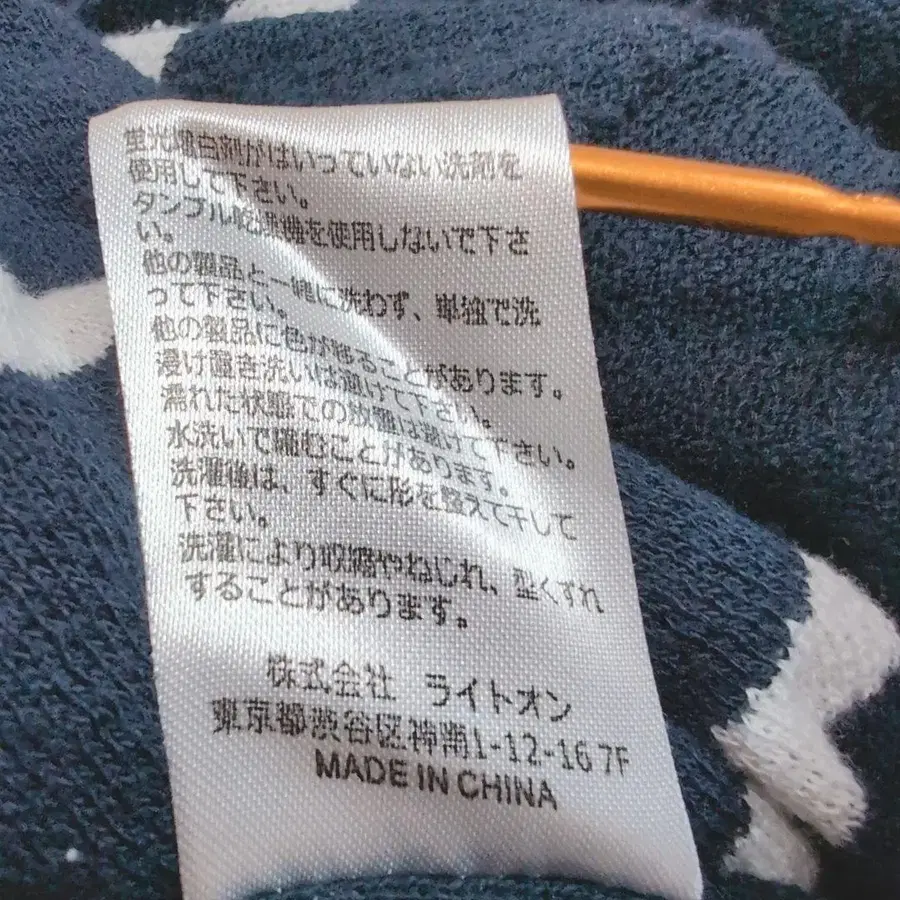 蛍光増白剤がはいっていない洗剤を
使用して下さい。
タンブル乾燥機を使用しないで下さ
い。
他の製品と一緒に洗わず、単独で洗
って下さい。
他の製品に色が移ることがあります。
浸け置き洗いは避けて下さい。
濡れた状態での放置は避けて下さい。
水洗いで縮むことがあります。
洗濯後は、すぐに形を整えて干して
下さい。
洗濯により収縮やねじれ、型くずれ
することがあります。
株式会社 ライトオン
東京都渋谷区神南1-12-16 7F
MADE IN CHINA